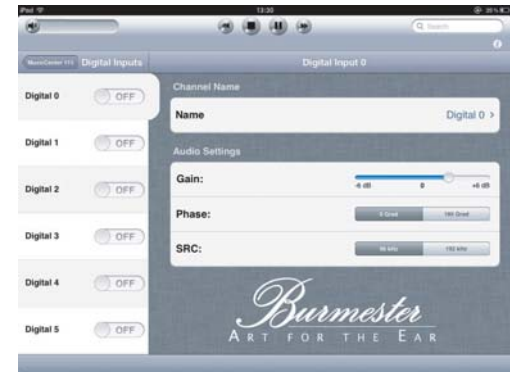 iPad
13:30
Search
MusicCenter 111
Digital Inputs
Digital Input 0
Digital 0
OFF
Digital 1
OFF
Digital 2
OFF
Digital 3
OFF
Digital 4
OFF
Digital 5
OFF
Channel Name
Name
Digital 0 >
Audio Settings
Gain:
-6 dB
0
+6 dB
Phase:
0 Grad
180 Grad
SRC:
96 kHz
192 kHz
Burmester
ART FOR THE EAR